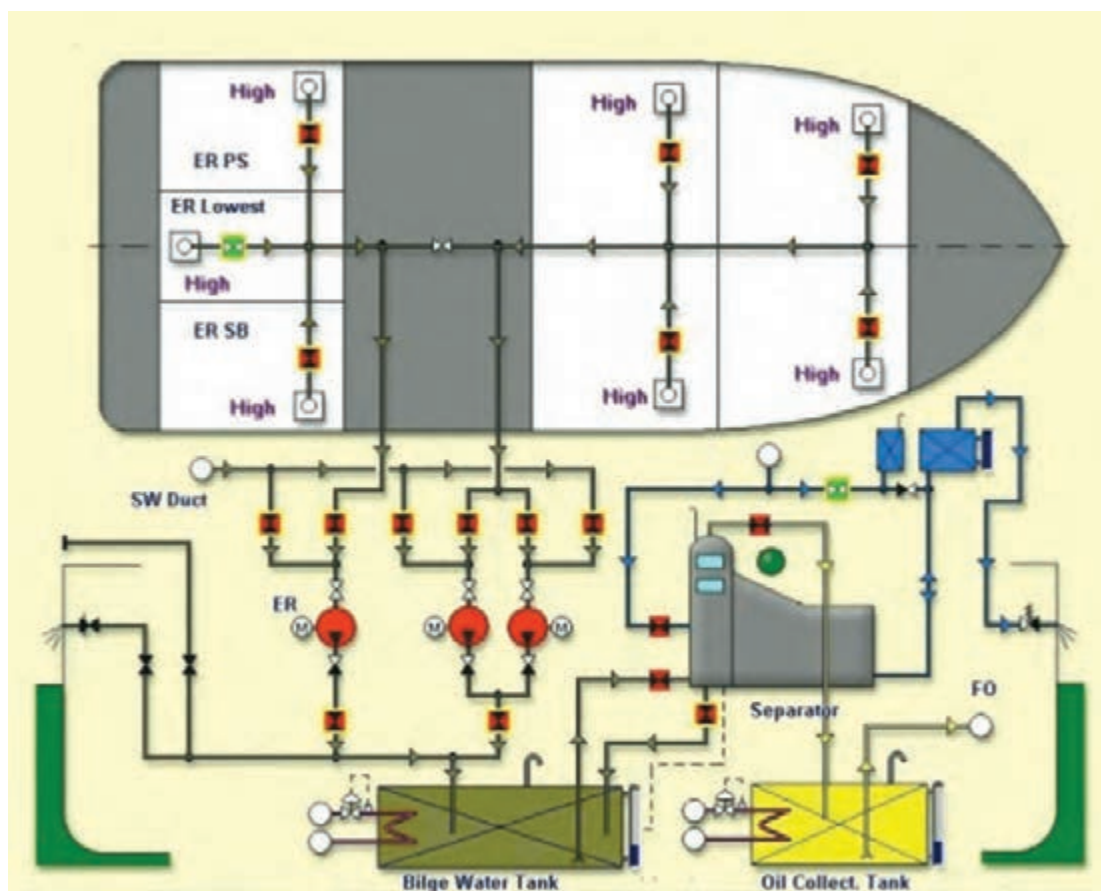 High
High
High
ER PS
ER Lowest
High
ER SB
High
High
High
SW Duct
ER
M
M
M
Separator
FO
Bilge Water Tank
Oil Collect. Tank